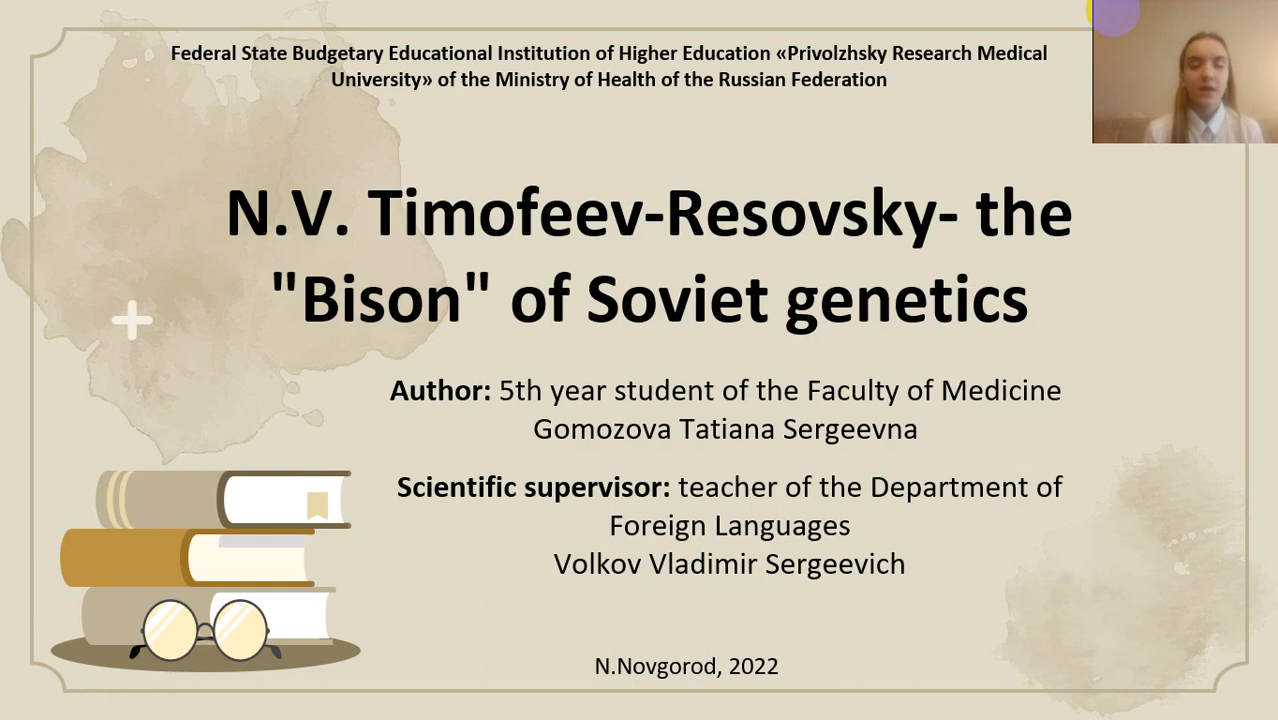 Federal State Budgetary Educational Institution of Higher Education «Privolzhsky Research Medical
University» of the Ministry of Health of the Russian Federation
N.V. Timofeev-Resovsky- the
"Bison" of Soviet genetics
Author: 5th year student of the Faculty of Medicine
Gomozova Tatiana Sergeevna
Scientific supervisor: teacher of the Department of
Foreign Languages
Volkov Vladimir Sergeevich
N.Novgorod, 2022